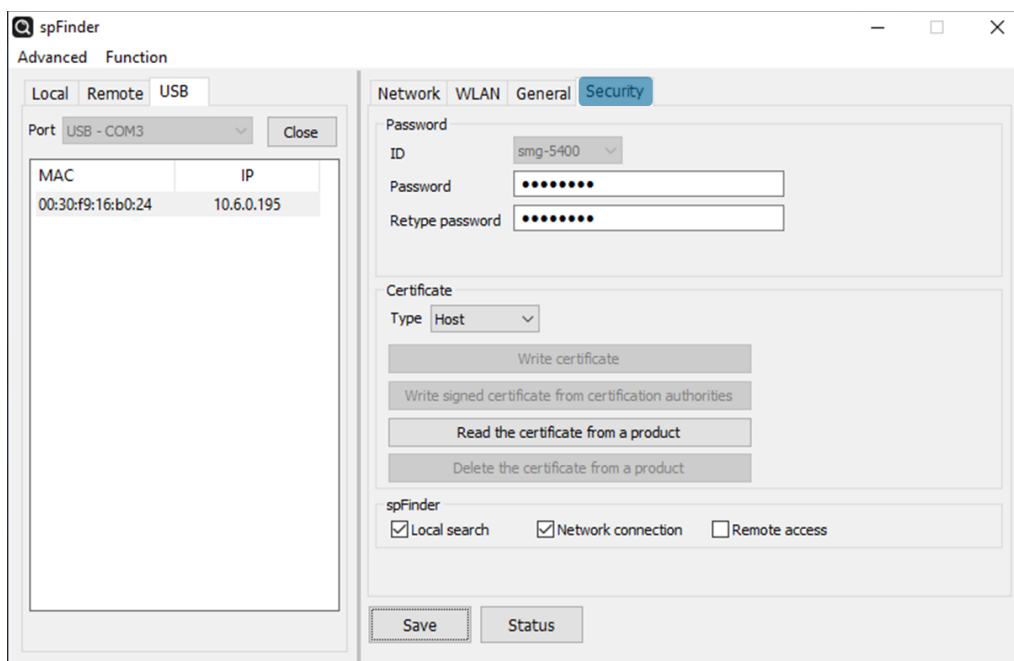 spFinder
Advanced Function
Local Remote USB
Port USB - COM3 Close
MAC IP
00:30:f9:16:b0:24 10.6.0.195
Network WLAN General Security
Password
ID smg-5400
Password ●●●●●●●●
Retype password ●●●●●●●●
Certificate
Type Host
Write certificate
Write signed certificate from certification authorities
Read the certificate from a product
Delete the certificate from a product
spFinder
Local search Network connection Remote access
Save Status